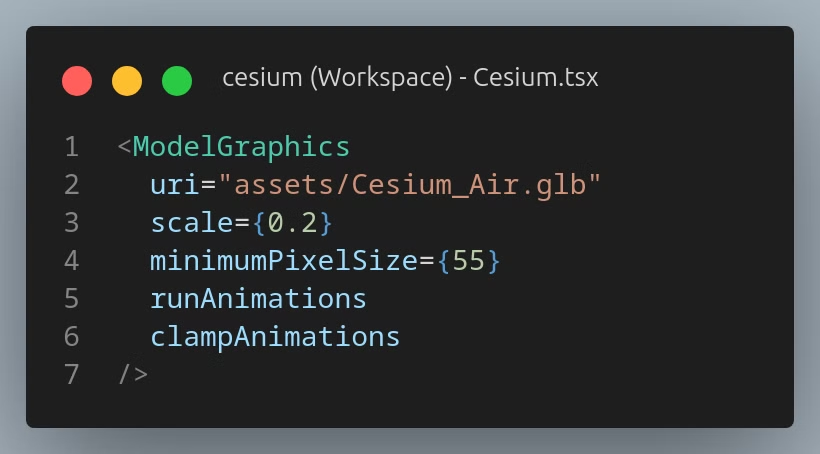 cesium (Workspace) - Cesium.tsx
1 <ModelGraphics
2   uri="assets/Cesium_Air.glb"
3   scale={0.2}
4   minimumPixelSize={55}
5   runAnimations
6   clampAnimations
7 />